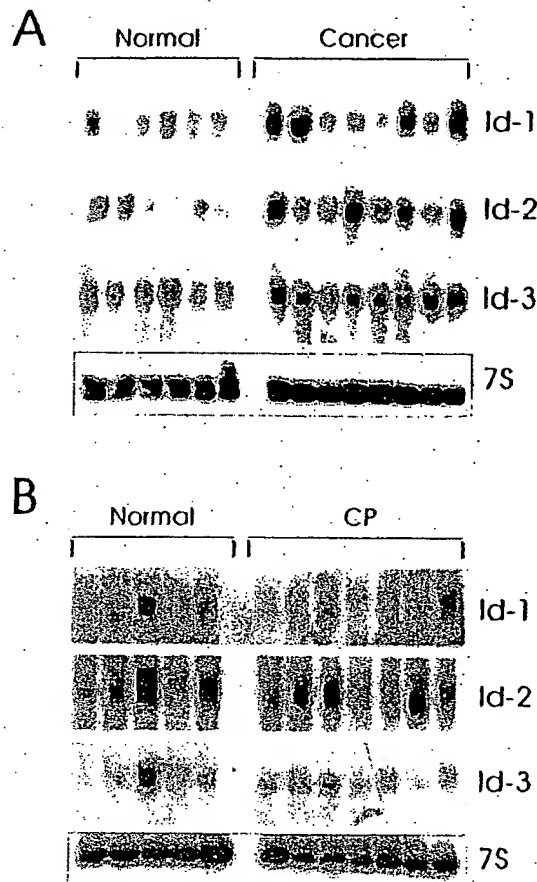 A
Normal Cancer
Id-1
Id-2
Id-3
7S
B
Normal CP
Id-1
Id-2
Id-3
7S